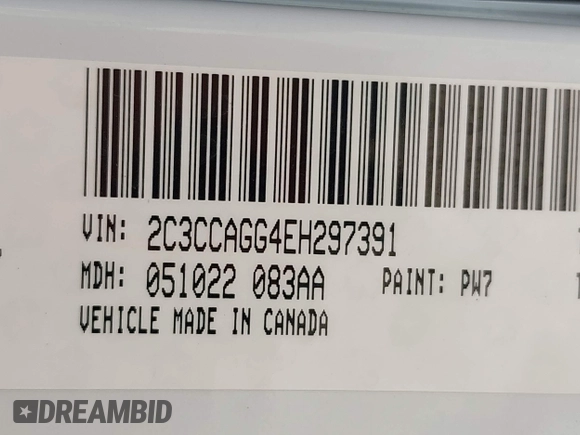 VIN: 2C3CCAGG4EH297391
MDH: 051022 083AA PAINT: PW7
VEHICLE MADE IN CANADA
DREAMBID